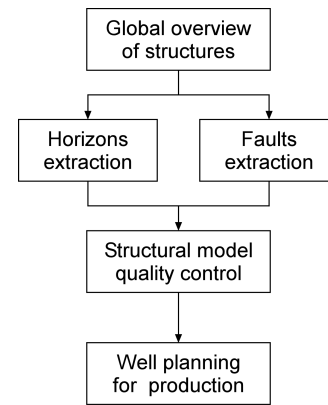 Global overview
of structures
Horizons
extraction
Faults
extraction
Structural model
quality control
Well planning
for production